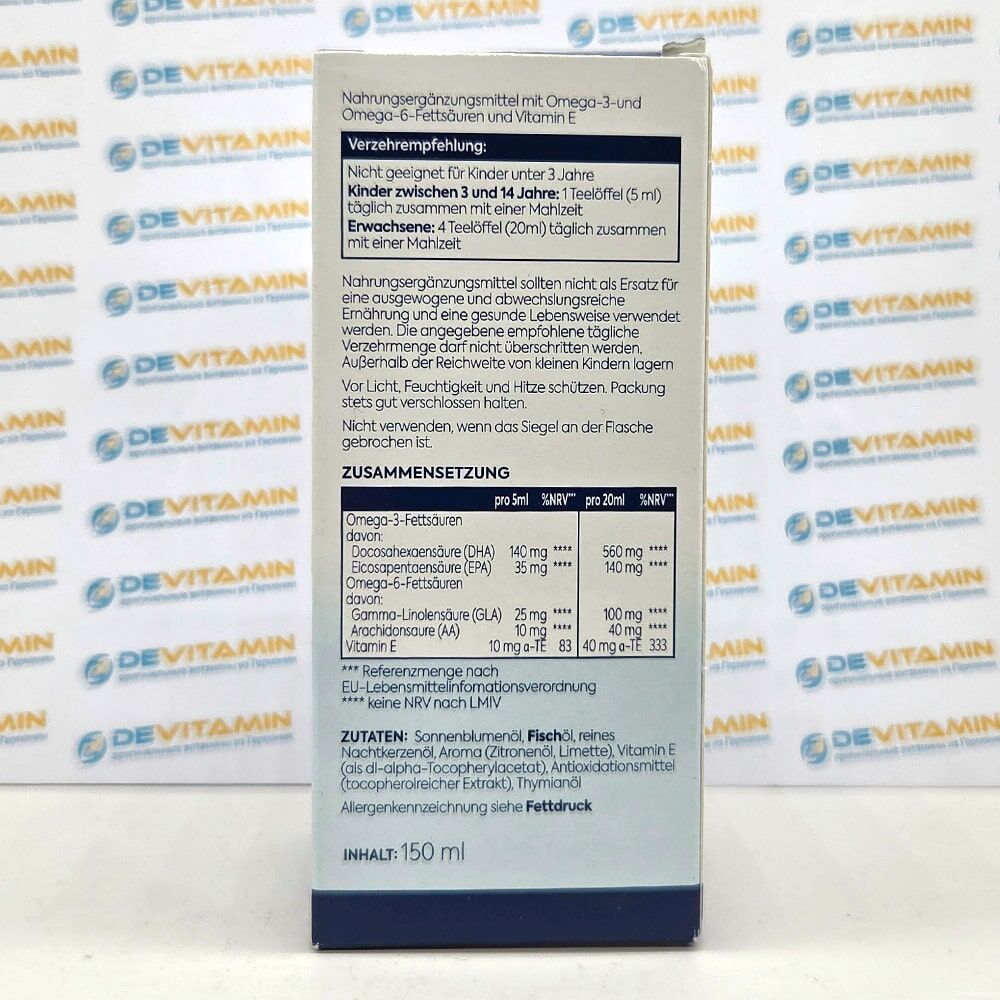 DEVITAMIN
оригинальные витамины из Германии
Nahrungsergänzungsmittel mit Omega-3-und
Omega-6-Fettsäuren und Vitamin E
Verzehrempfehlung:
Nicht geeignet für Kinder unter 3 Jahre
Kinder zwischen 3 und 14 Jahre: 1 Teelöffel (5 ml)
täglich zusammen mit einer Mahlzeit
Erwachsene: 4 Teelöffel (20ml) täglich zusammen
mit einer Mahlzeit
Nahrungsergänzungsmittel sollten nicht als Ersatz für
eine ausgewogene und abwechslungsreiche
Ernährung und eine gesunde Lebensweise verwendet
werden. Die angegebene empfohlene tägliche
Verzehrmenge darf nicht überschritten werden.
Außerhalb der Reichweite von kleinen Kindern lagern
Vor Licht, Feuchtigkeit und Hitze schützen. Packung
stets gut verschlossen halten.
Nicht verwenden, wenn das Siegel an der Flasche
gebrochen ist.
ZUSAMMENSETZUNG
pro 5ml %NRV*** pro 20ml %NRV***
Omega-3-Fettsäuren
davon:
Docosahexaensäure (DHA) 140 mg **** 560 mg ****
Eicosapentaensäure (EPA) 35 mg **** 140 mg ****
Omega-6-Fettsäuren
davon:
Gamma-Linolensäure (GLA) 25 mg **** 100 mg ****
Arachidonsaure (AA) 10 mg **** 40 mg ****
Vitamin E 10 mg α-TE 83 40 mg α-TE 333
*** Referenzmenge nach
EU-Lebensmittelinfomationsverordnung
**** keine NRV nach LMIV
ZUTATEN: Sonnenblumenöl, Fischöl, reines
Nachtkerzenöl, Aroma (Zitronenöl, Limette), Vitamin E
(als dl-alpha-Tocopherylacetat), Antioxidationsmittel
(tocopherolreicher Extrakt), Thymianöl
Allergenkennzeichnung siehe Fettdruck
INHALT: 150 ml